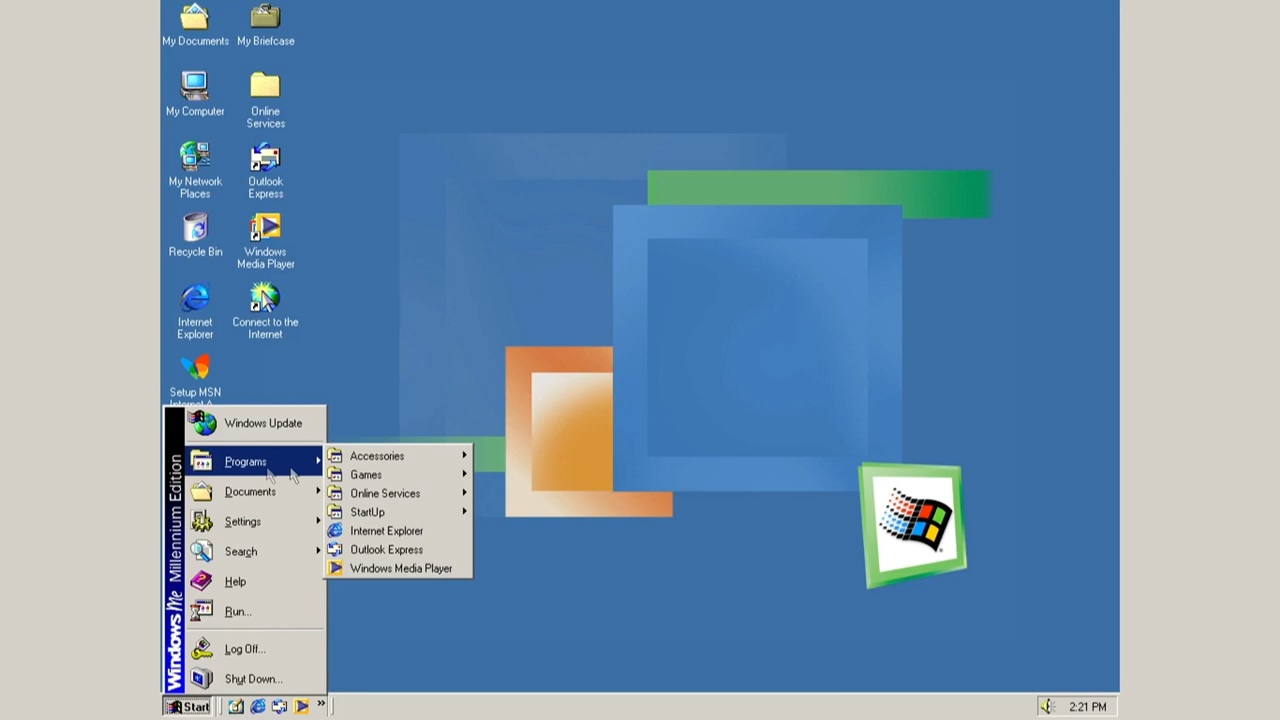 My Documents
My Briefcase
My Computer
Online
Services
My Network
Places
Outlook
Express
Recycle Bin
Windows
Media Player
Internet
Explorer
Connect to the
Internet
Setup MSN
Internet A
Windows Me Millennium Edition
Windows Update
Programs
Documents
Settings
Search
Help
Run...
Log Off...
Shut Down...
Accessories
Games
Online Services
StartUp
Internet Explorer
Outlook Express
Windows Media Player
Start
»
2:21 PM